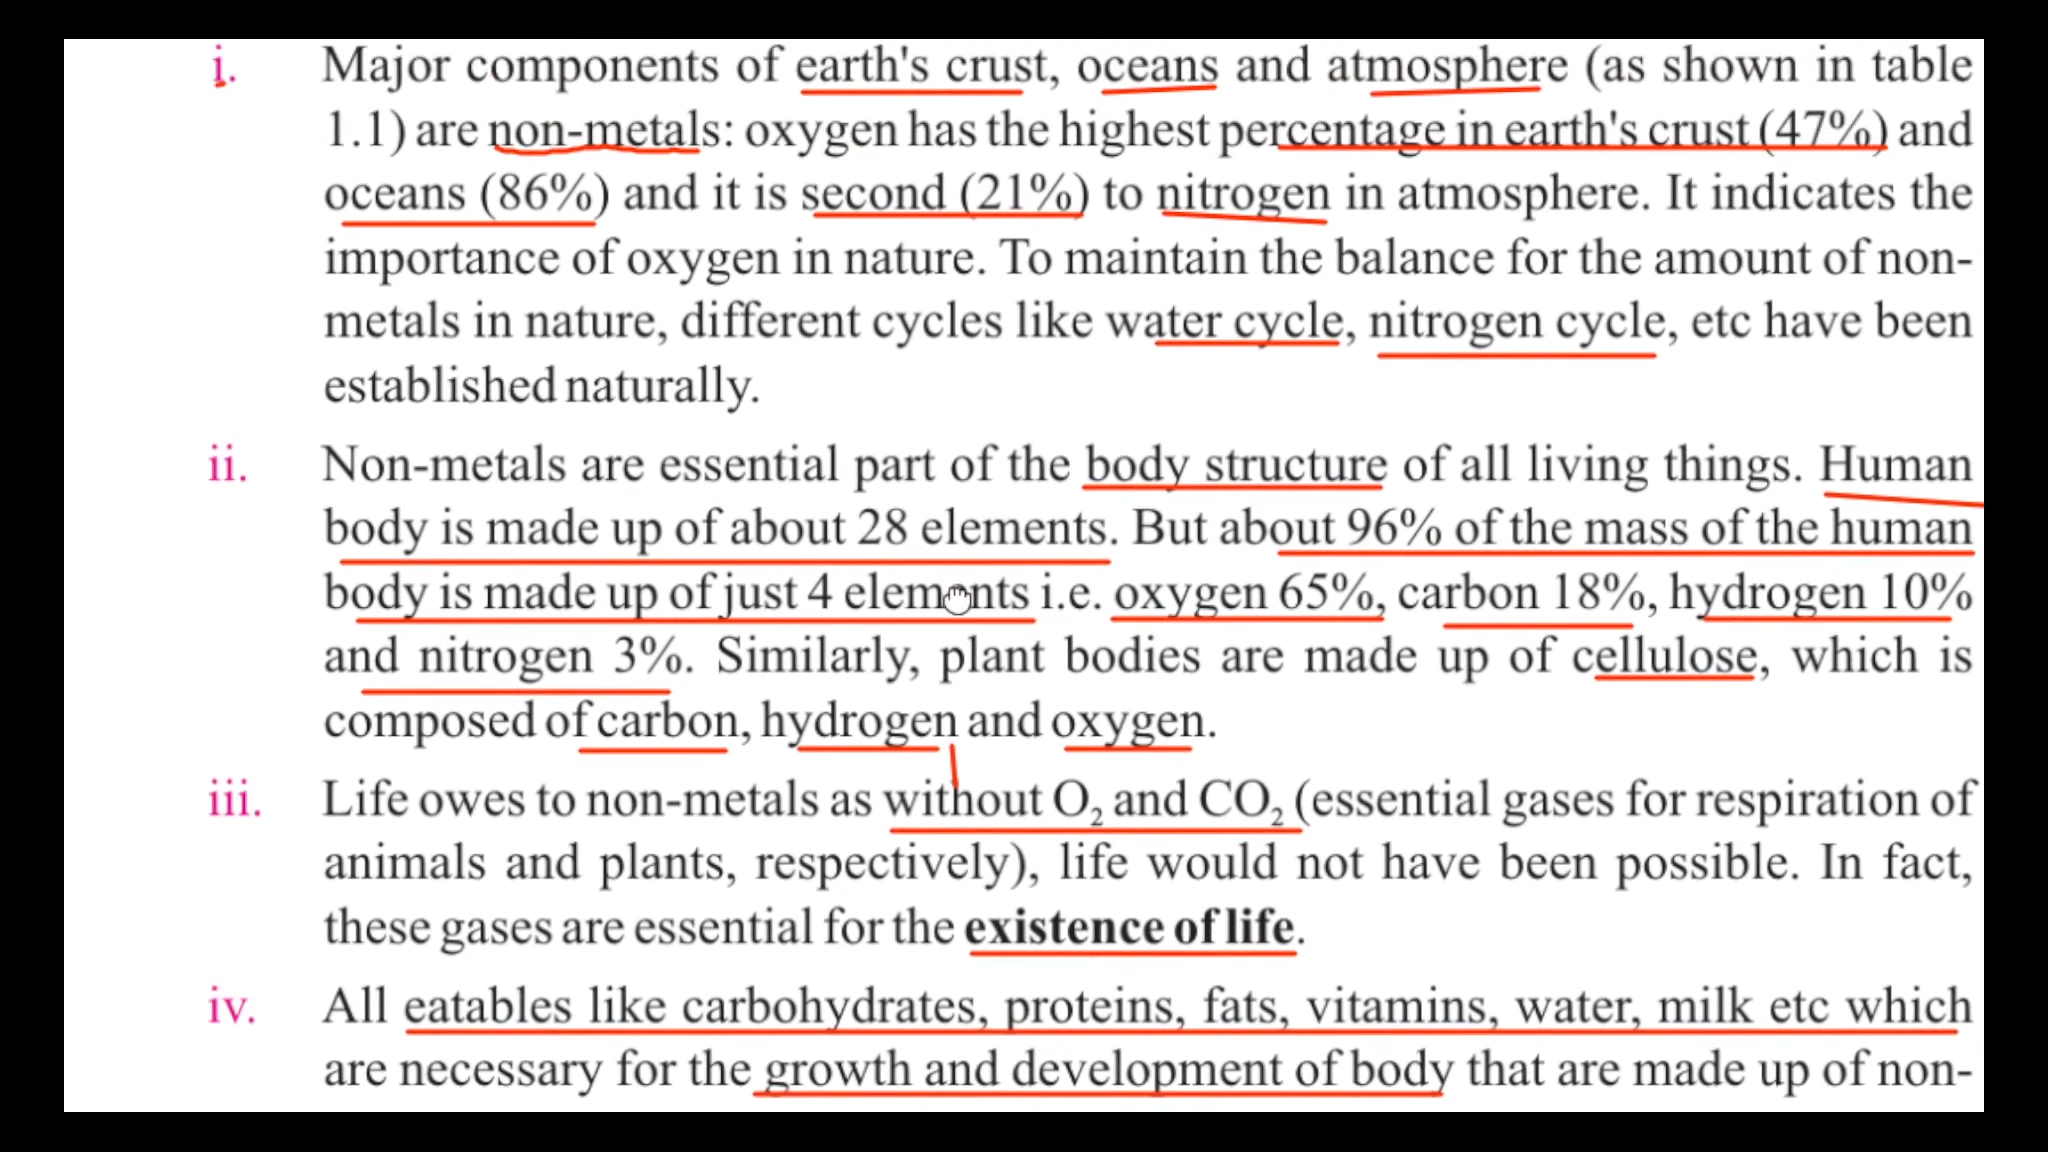 i. Major components of earth's crust, oceans and atmosphere (as shown in table
1.1) are non-metals: oxygen has the highest percentage in earth's crust (47%) and
oceans (86%) and it is second (21%) to nitrogen in atmosphere. It indicates the
importance of oxygen in nature. To maintain the balance for the amount of non-
metals in nature, different cycles like water cycle, nitrogen cycle, etc have been
established naturally.
ii. Non-metals are essential part of the body structure of all living things. Human
body is made up of about 28 elements. But about 96% of the mass of the human
body is made up of just 4 elements i.e. oxygen 65%, carbon 18%, hydrogen 10%
and nitrogen 3%. Similarly, plant bodies are made up of cellulose, which is
composed of carbon, hydrogen and oxygen.
iii. Life owes to non-metals as without O₂ and CO₂ (essential gases for respiration of
animals and plants, respectively), life would not have been possible. In fact,
these gases are essential for the existence of life.
iv. All eatables like carbohydrates, proteins, fats, vitamins, water, milk etc which
are necessary for the growth and development of body that are made up of non-